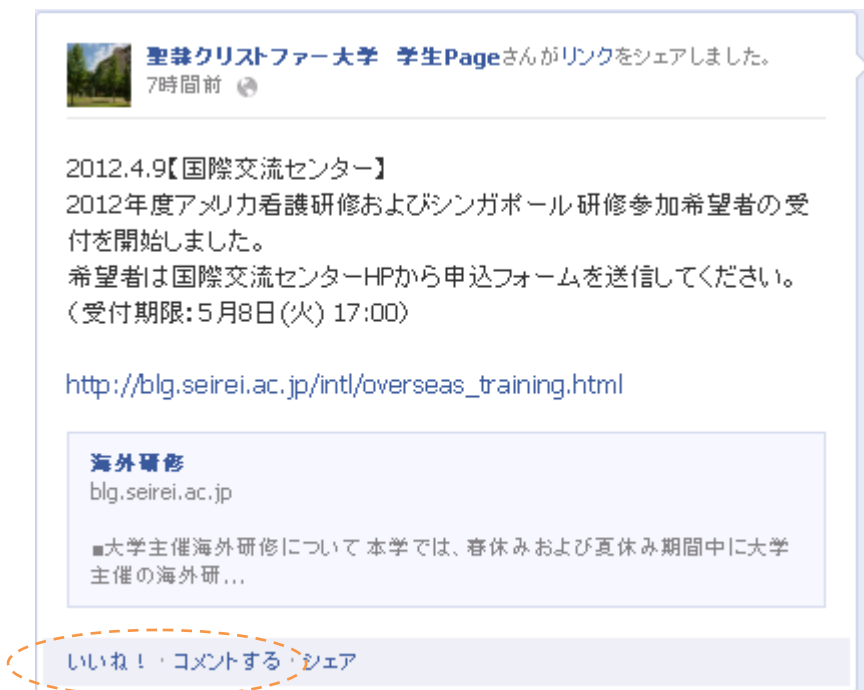 聖隷クリストファー大学 学生Pageさんがリンクをシェアしました。
7時間前
2012.4.9【国際交流センター】
2012年度アメリカ看護研修およびシンガポール研修参加希望者の受
付を開始しました。
希望者は国際交流センターHPから申込フォームを送信してください。
(受付期限:5月8日(火) 17:00)
http://blg.seirei.ac.jp/intl/overseas_training.html
海外研修
blg.seirei.ac.jp
■大学主催海外研修について 本学では、春休みおよび夏休み期間中に大学
主催の海外研...
いいね！ · コメントする · シェア